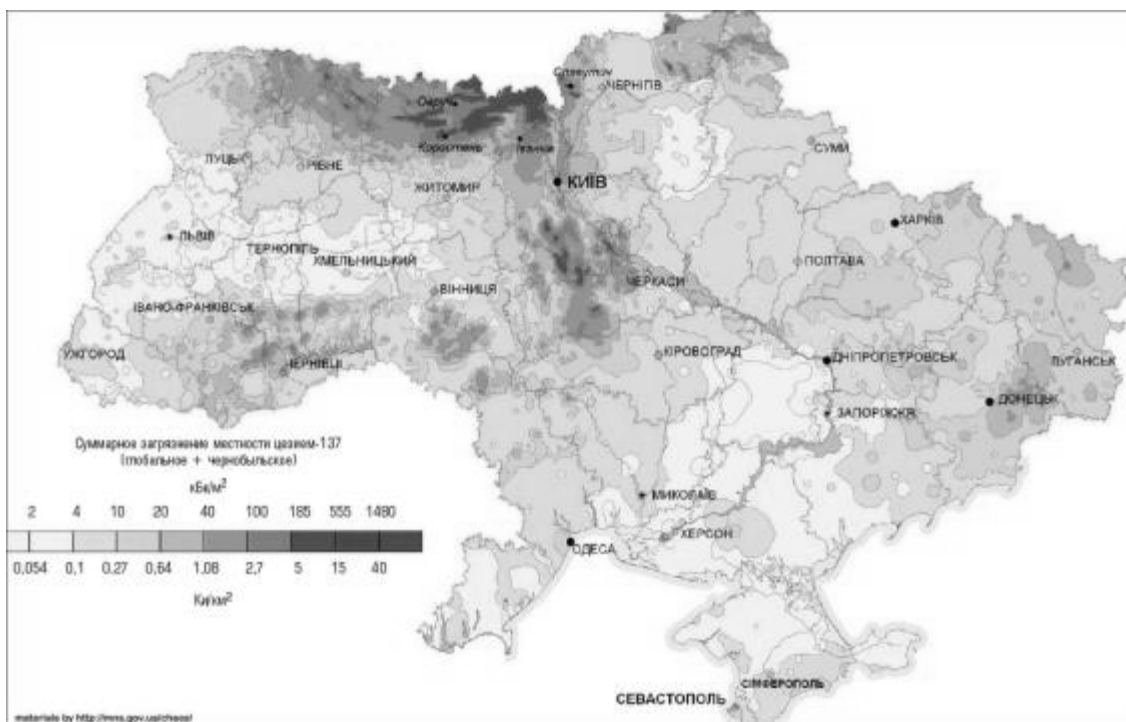 Славутич
ЧЕРНІГІВ
Овруч
Коростень
ЛУЦЬК
РІВНЕ
ЖИТОМИР
КИЇВ
СУМИ
ХАРКІВ
ЛЬВІВ
ТЕРНОПІЛЬ
ХМЕЛЬНИЦЬКИЙ
ПОЛТАВА
ЧЕРКАСИ
ВІННИЦЯ
ІВАНО-ФРАНКІВСЬК
УЖГОРОД
ЧЕРНІВЦІ
КІРОВОГРАД
ДНІПРОПЕТРОВСЬК
ЛУГАНСЬК
ДОНЕЦЬК
ЗАПОРІЖЖЯ
Суммарное загрязнение местности цезием-137
(глобальное + чернобыльское)
кБк/м²
2 4 10 20 40 100 185 555 1480
0,054 0,1 0,27 0,64 1,08 2,7 5 15 40
Ки/км²
МИКОЛАЇВ
ХЕРСОН
ОДЕСА
СІМФЕРОПОЛЬ
СЕВАСТОПОЛЬ
materials by